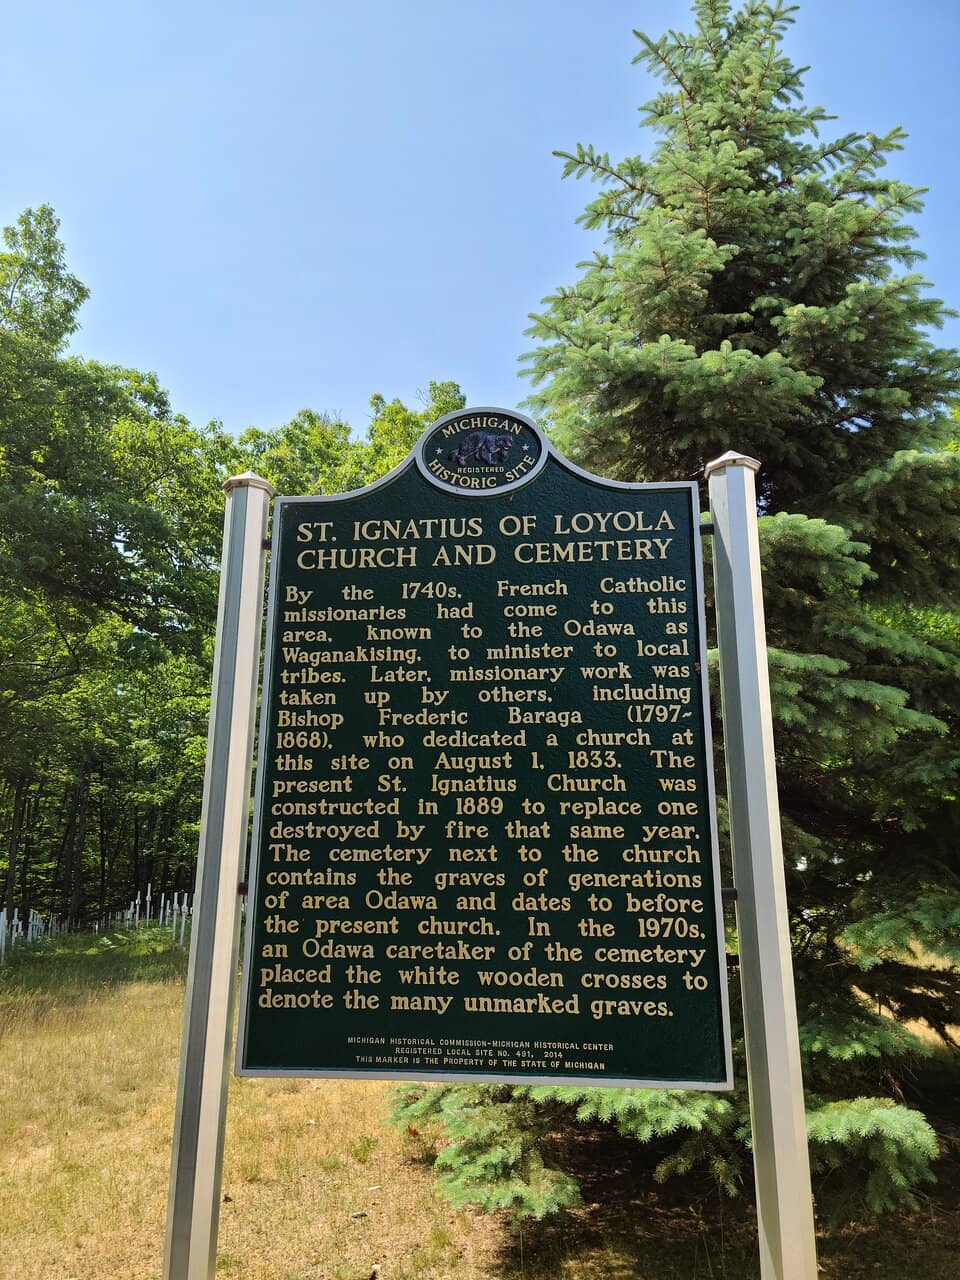 MICHIGAN
REGISTERED
HISTORIC SITE
ST. IGNATIUS OF LOYOLA
CHURCH AND CEMETERY
By the 1740s, French Catholic
missionaries had come to this
area, known to the Odawa as
Waganakising, to minister to local
tribes. Later, missionary work was
taken up by others, including
Bishop Frederic Baraga (1797-
1868), who dedicated a church at
this site on August 1, 1833. The
present St. Ignatius Church was
constructed in 1889 to replace one
destroyed by fire that same year.
The cemetery next to the church
contains the graves of generations
of area Odawa and dates to before
the present church. In the 1970s,
an Odawa caretaker of the cemetery
placed the white wooden crosses to
denote the many unmarked graves.
MICHIGAN HISTORICAL COMMISSION-MICHIGAN HISTORICAL CENTER
REGISTERED LOCAL SITE NO. 491, 2014
THIS MARKER IS THE PROPERTY OF THE STATE OF MICHIGAN